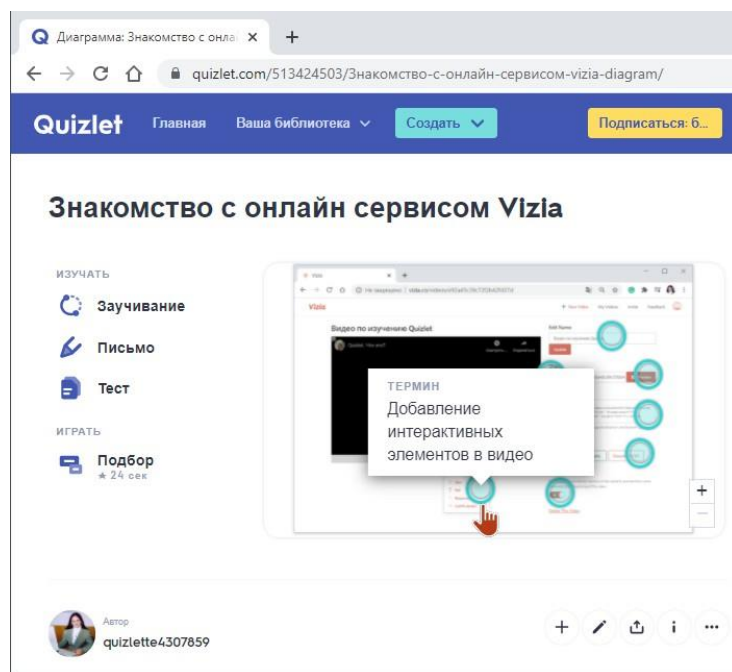 Диаграмма: Знакомство с онла
quizlet.com/513424503/Знакомство-с-онлайн-сервисом-vizia-diagram/
Quizlet Главная Ваша библиотека Создать Подписаться: б...
Знакомство с онлайн сервисом Vizia
ИЗУЧАТЬ
Заучивание
Письмо
Тест
ИГРАТЬ
Подбор
★ 24 сек
Vizia
Видео по изучению Quizlet
Edit Name
ТЕРМИН
Добавление
интерактивных
элементов в видео
Автор
quizlette4307859